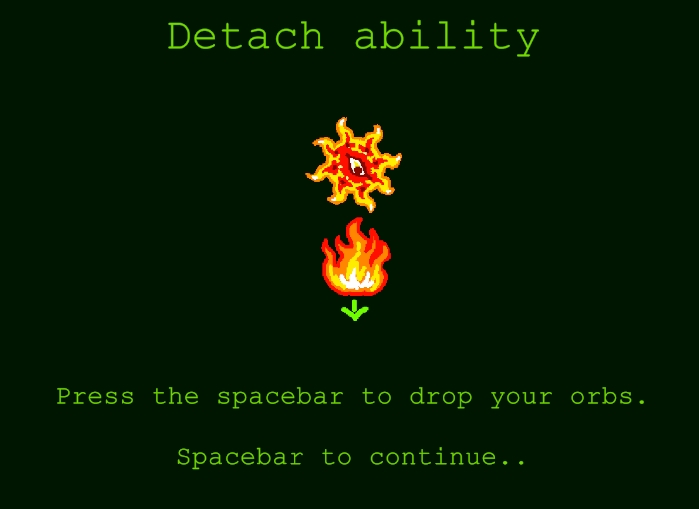 Detach ability
Press the spacebar to drop your orbs.
Spacebar to continue..